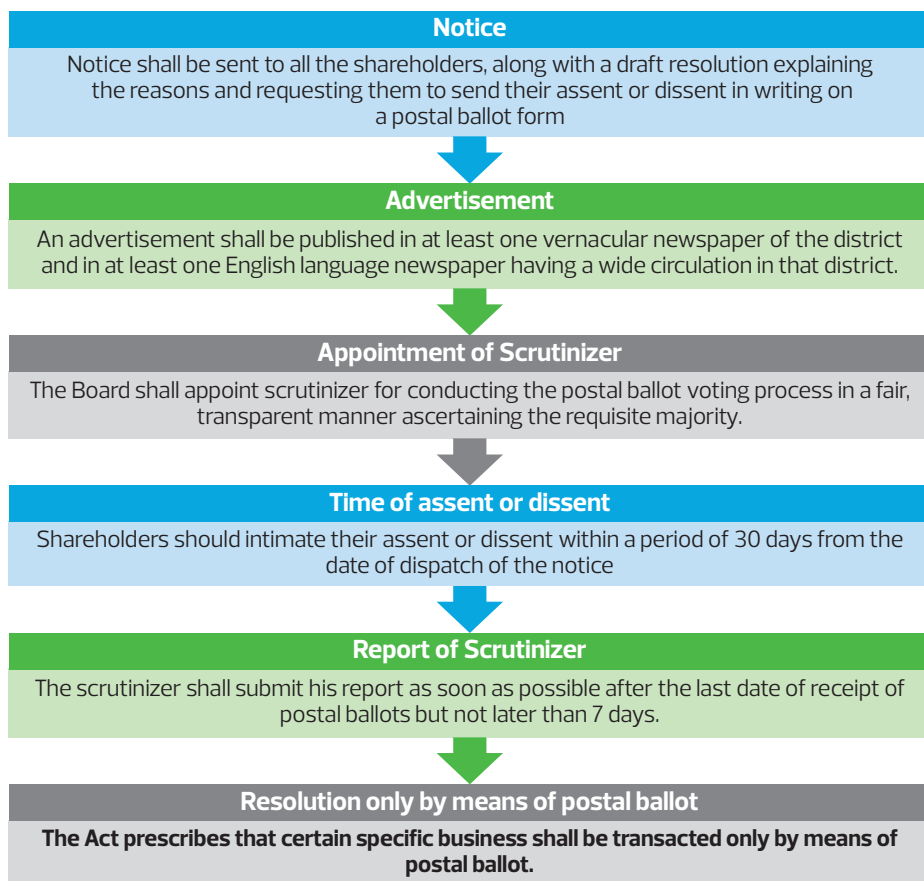 Notice
Notice shall be sent to all the shareholders, along with a draft resolution explaining
the reasons and requesting them to send their assent or dissent in writing on
a postal ballot form
Advertisement
An advertisement shall be published in at least one vernacular newspaper of the district
and in at least one English language newspaper having a wide circulation in that district.
Appointment of Scrutinizer
The Board shall appoint scrutinizer for conducting the postal ballot voting process in a fair,
transparent manner ascertaining the requisite majority.
Time of assent or dissent
Shareholders should intimate their assent or dissent within a period of 30 days from the
date of dispatch of the notice
Report of Scrutinizer
The scrutinizer shall submit his report as soon as possible after the last date of receipt of
postal ballots but not later than 7 days.
Resolution only by means of postal ballot
The Act prescribes that certain specific business shall be transacted only by means of
postal ballot.